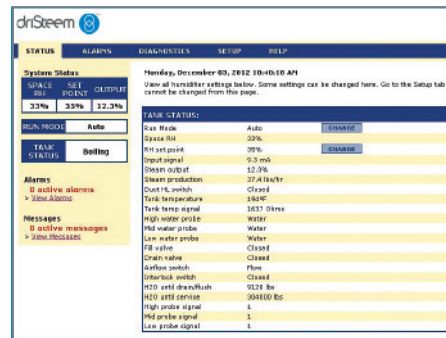 driSteem
STATUS ALARMS DIAGNOSTICS SETUP HELP
System Status
SPACE RH SET POINT OUTPUT
33% 35% 12.3%
RUN MODE Auto
TANK STATUS Boiling
Alarms
0 active alarms
> View Alarms
Messages
0 active messages
> View Messages
Monday, December 03, 2012 10:40:18 AM
View all humidifier settings below. Some settings can be changed here. Go to the Setup tab
cannot be changed from this page.
TANK STATUS:
Run Mode Auto CHANGE
Space RH 33%
RH set point 35% CHANGE
Input signal 9.3 mA
Steam output 12.3%
Steam production 37.4 lbs/hr
Duct HL switch Closed
Tank temperature 194°F
Tank temp signal 1637 Ohms
High water probe Water
Mid water probe Water
Low water probe Water
Fill valve Closed
Drain valve Closed
Airflow switch Flow
Interlock switch Closed
H2O until drain/flush 9120 lbs
H2O until service lbs
High probe signal 1
Mid probe signal 1
Low probe signal 1